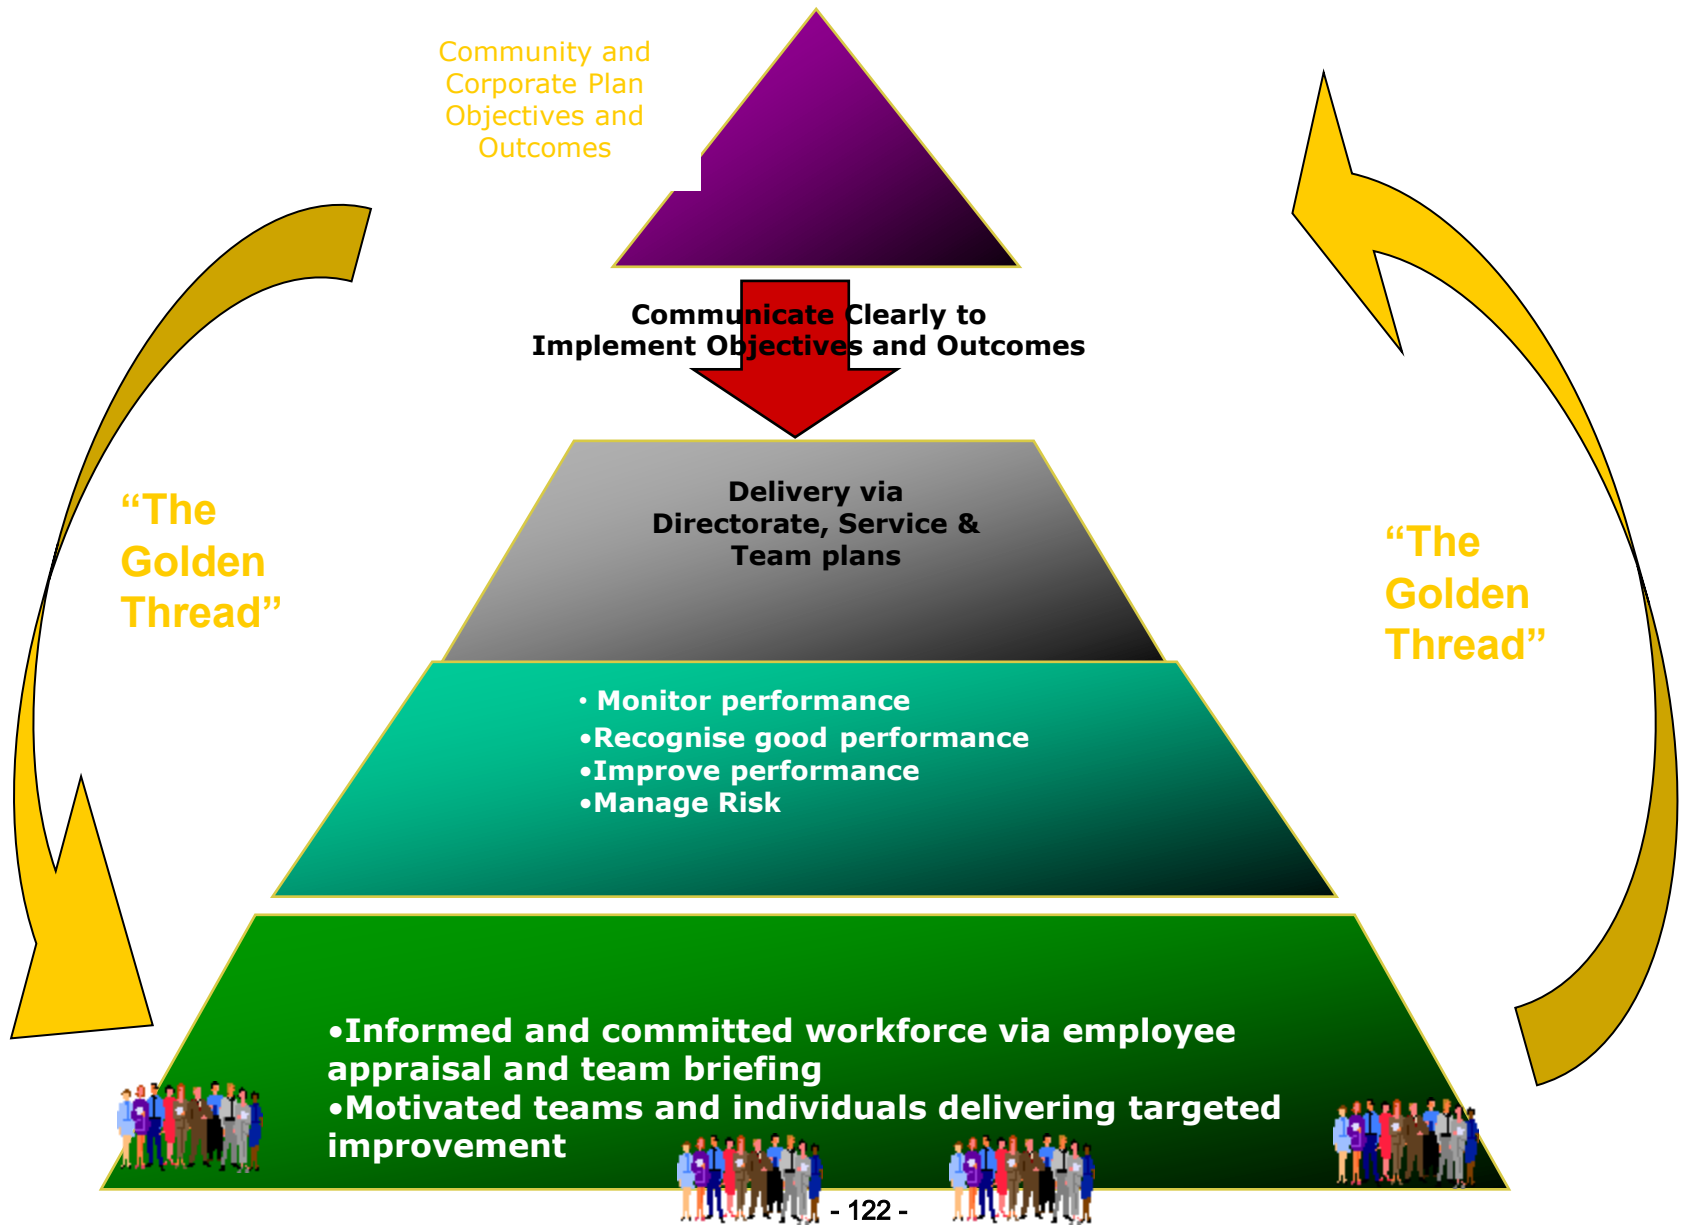 Community and
Corporate Plan
Objectives and
Outcomes
Communicate Clearly to
Implement Objectives and Outcomes
“The
Golden
Thread”
Delivery via
Directorate, Service &
Team plans
“The
Golden
Thread”
• Monitor performance
•Recognise good performance
•Improve performance
•Manage Risk
•Informed and committed workforce via employee
appraisal and team briefing
•Motivated teams and individuals delivering targeted
improvement
- 122 -